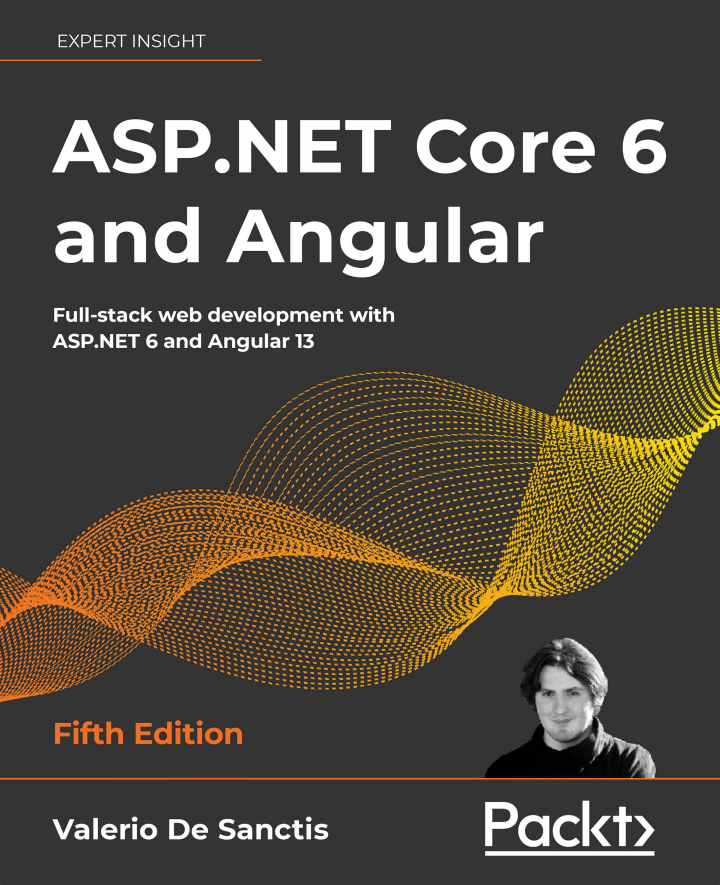 EXPERT INSIGHT
ASP.NET Core 6
and Angular
Full-stack web development with
ASP.NET 6 and Angular 13
Fifth Edition
Valerio De Sanctis
Packt>